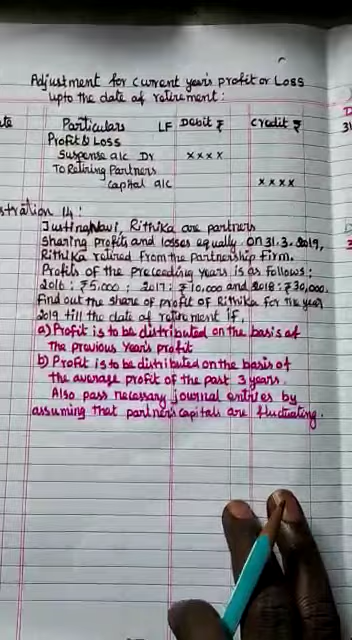 Adjustment for current year's profit or Loss
upto the date of retirement:
Particulars LF Debit ₹ Credit ₹
Profit & Loss
Suspense a/c Dr xxxx
To Retiring Partners
Capital a/c xxxx
stration 14:
Justina, Navi, Rithika are partners
sharing profits and losses equally. On 31.3.2019,
Rithika retired from the partnership firm.
Profits of the preceeding years is as follows:
2016: ₹5,000; 2017: ₹10,000 and 2018: ₹30,000.
Find out the share of profit of Rithika for the year
2019 till the date of retirement if,
a) Profit is to be distributed on the basis of
the previous Year's profit
b) Profit is to be distributed on the basis of
the average profit of the past 3 years.
Also pass necessary journal entries by
assuming that partners capitals are fluctuating.